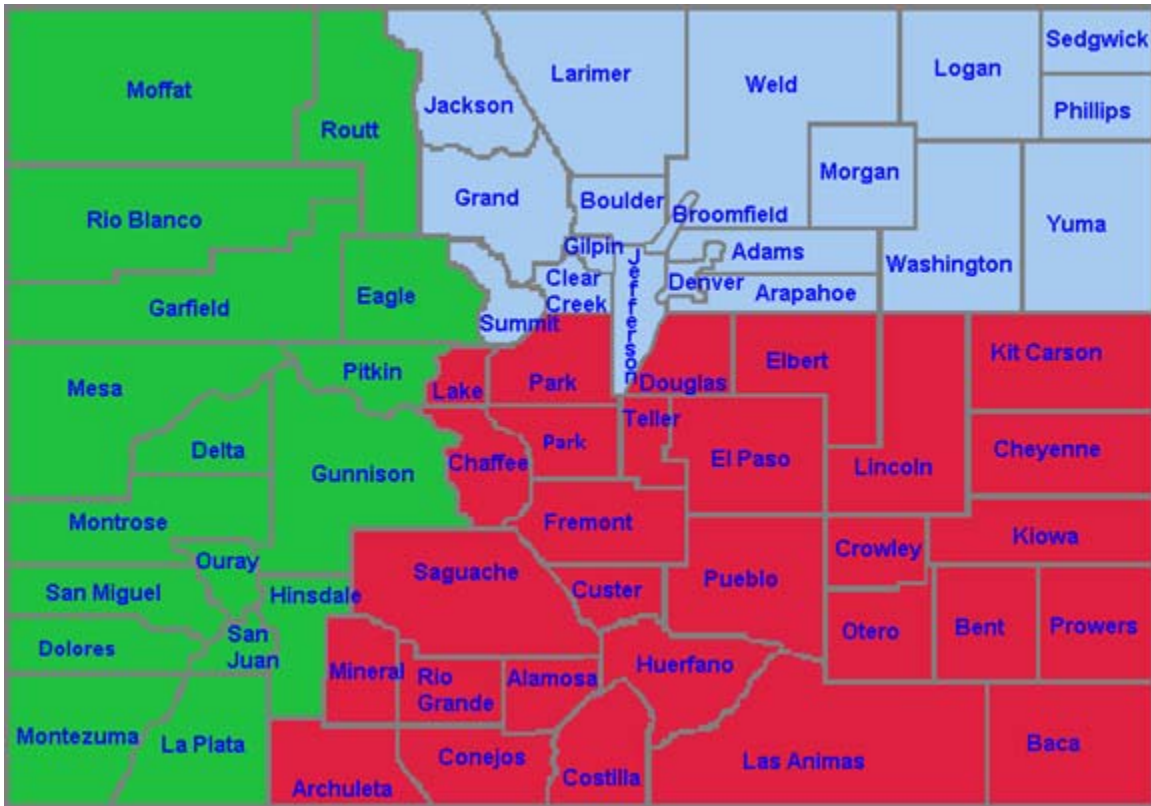 Sedgwick
Larimer
Logan
Weld
Moffat
Jackson
Phillips
Routt
Morgan
Grand
Boulder
Rio Blanco
Broomfield
Yuma
Gilpin
Adams
Washington
Jefferson
Clear
Creek
Denver
Arapahoe
Eagle
Garfield
Summit
Kit Carson
Elbert
Pitkin
Mesa
Lake
Park
Douglas
Teller
Park
Delta
Chaffee
El Paso
Cheyenne
Gunnison
Lincoln
Montrose
Fremont
Kiowa
Crowley
Ouray
Saguache
Pueblo
San Miguel
Hinsdale
Custer
Otero
Bent
Prowers
San
Juan
Dolores
Mineral
Rio
Grande
Alamosa
Huerfano
Montezuma
La Plata
Conejos
Costilla
Las Animas
Baca
Archuleta